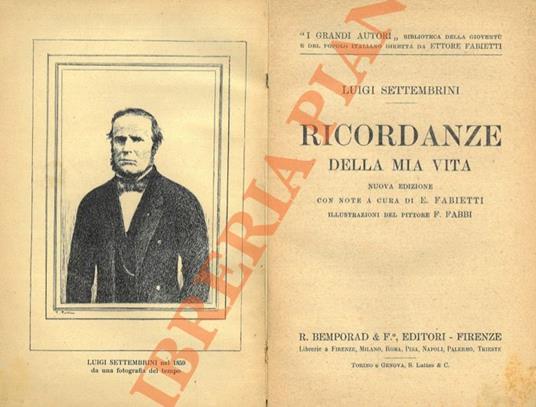 LUIGI SETTEMBRINI nel 1859
da una fotografia del tempo
"I GRANDI AUTORI„ BIBLIOTECA DELLA GIOVENTÙ
E DEL POPOLO ITALIANO DIRETTA DA ETTORE FABIETTI
LUIGI SETTEMBRINI
RICORDANZE
DELLA MIA VITA
NUOVA EDIZIONE
CON NOTE A CURA DI E. FABIETTI
ILLUSTRAZIONI DEL PITTORE F. FABBI
R. BEMPORAD & F.º, EDITORI - FIRENZE
Librerie a FIRENZE, MILANO, ROMA, PISA, NAPOLI, PALERMO, TRIESTE
TORINO e GENOVA, S. Lattes & C.
LIBRERIA PIANI